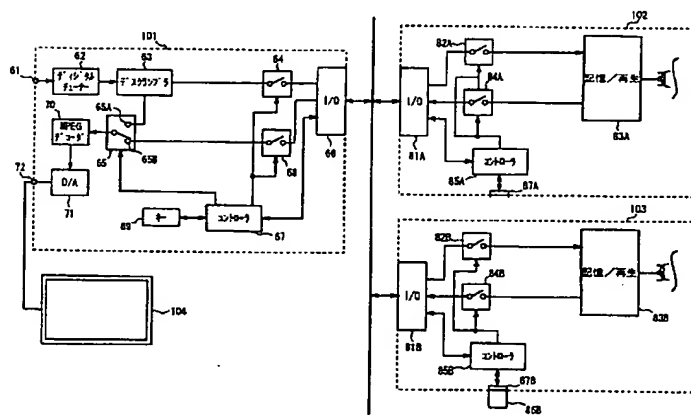 101
102
61
62
63
64
ディジタル
チューナー
デスクランブラ
I/O
66
70
65A
65B
65
MPEG
デコーダ
68
72
D/A
71
69
キー
コントローラ
67
104
82A
84A
I/O
81A
記憶/再生
83A
コントローラ
85A
87A
103
82B
84B
I/O
81B
記憶/再生
83B
コントローラ
85B
87B
86B